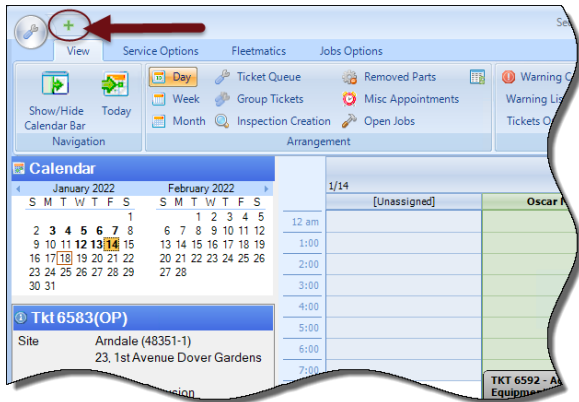 Se
View Service Options Fleetmatics Jobs Options
Day Ticket Queue Removed Parts Warning C
Show/Hide Calendar Bar Today Week Group Tickets Misc Appointments Warning Lis
Month Inspection Creation Open Jobs Tickets O
Navigation Arrangement
Calendar
January 2022 February 2022
S M T W T F S S M T W T F S
1 1 2 3 4 5
2 3 4 5 6 7 8 6 7 8 9 10 11 12
9 10 11 12 13 14 15 13 14 15 16 17 18 19
16 17 18 19 20 21 22 20 21 22 23 24 25 26
23 24 25 26 27 28 29 27 28
30 31
1/14
[Unassigned] Oscar
12 am
1:00
2:00
3:00
4:00
5:00
6:00
7:00
Tkt 6583(OP)
Site Arndale (48351-1)
23, 1st Avenue Dover Gardens
TKT 6592 - A
Equipmen